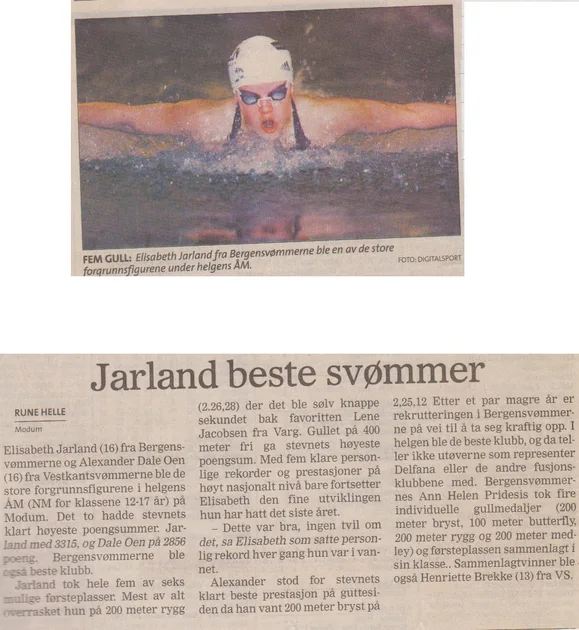 FEM GULL: Elisabeth Jarland fra Bergensvømmerne ble en av de store
forgrunnsfigurene under helgens ÅM.
FOTO: DIGITALSPORT
Jarland beste svømmer
RUNE HELLE
Modum
Elisabeth Jarland (16) fra Bergens-
vømmerne og Alexander Dale Oen
(16) fra Vestkantsvømmerne ble de
store forgrunnsfigurene i helgens
ÅM (NM for klassene 12-17 år) på
Modum. Det to hadde stevnets
klart høyeste poengsummer. Jar-
land med 3315, og Dale Oen på 2856
poeng. Bergensvømmerne ble
også beste klubb.
Jarland tok hele fem av seks
mulige førsteplasser. Mest av alt
overrasket hun på 200 meter rygg
(2.26,28) der det ble sølv knappe
sekundet bak favoritten Lene
Jacobsen fra Varg. Gullet på 400
meter fri ga stevnets høyeste
poengsum. Med fem klare person-
lige rekorder og prestasjoner på
høyt nasjonalt nivå bare fortsetter
Elisabeth den fine utviklingen
hun har hatt det siste året.
– Dette var bra, ingen tvil om
det, sa Elisabeth som satte person-
lig rekord hver gang hun var i van-
net.
Alexander stod for stevnets
klart beste prestasjon på guttesi-
den da han vant 200 meter bryst på
2,25,12 Etter et par magre år er
rekrutteringen i Bergensvømmer-
ne på vei til å ta seg kraftig opp. I
helgen ble de beste klubb, og da tel-
ler ikke utøverne som representer
Delfana eller de andre fusjons-
klubbene med. Bergensvømmer-
nes Ann Helen Pridesis tok fire
individuelle gullmedaljer (200
meter bryst, 100 meter butterfly,
200 meter rygg og 200 meter med-
ley) og førsteplassen sammenlagt i
sin klasse.. Sammenlagtvinner ble
også Henriette Brekke (13) fra VS.